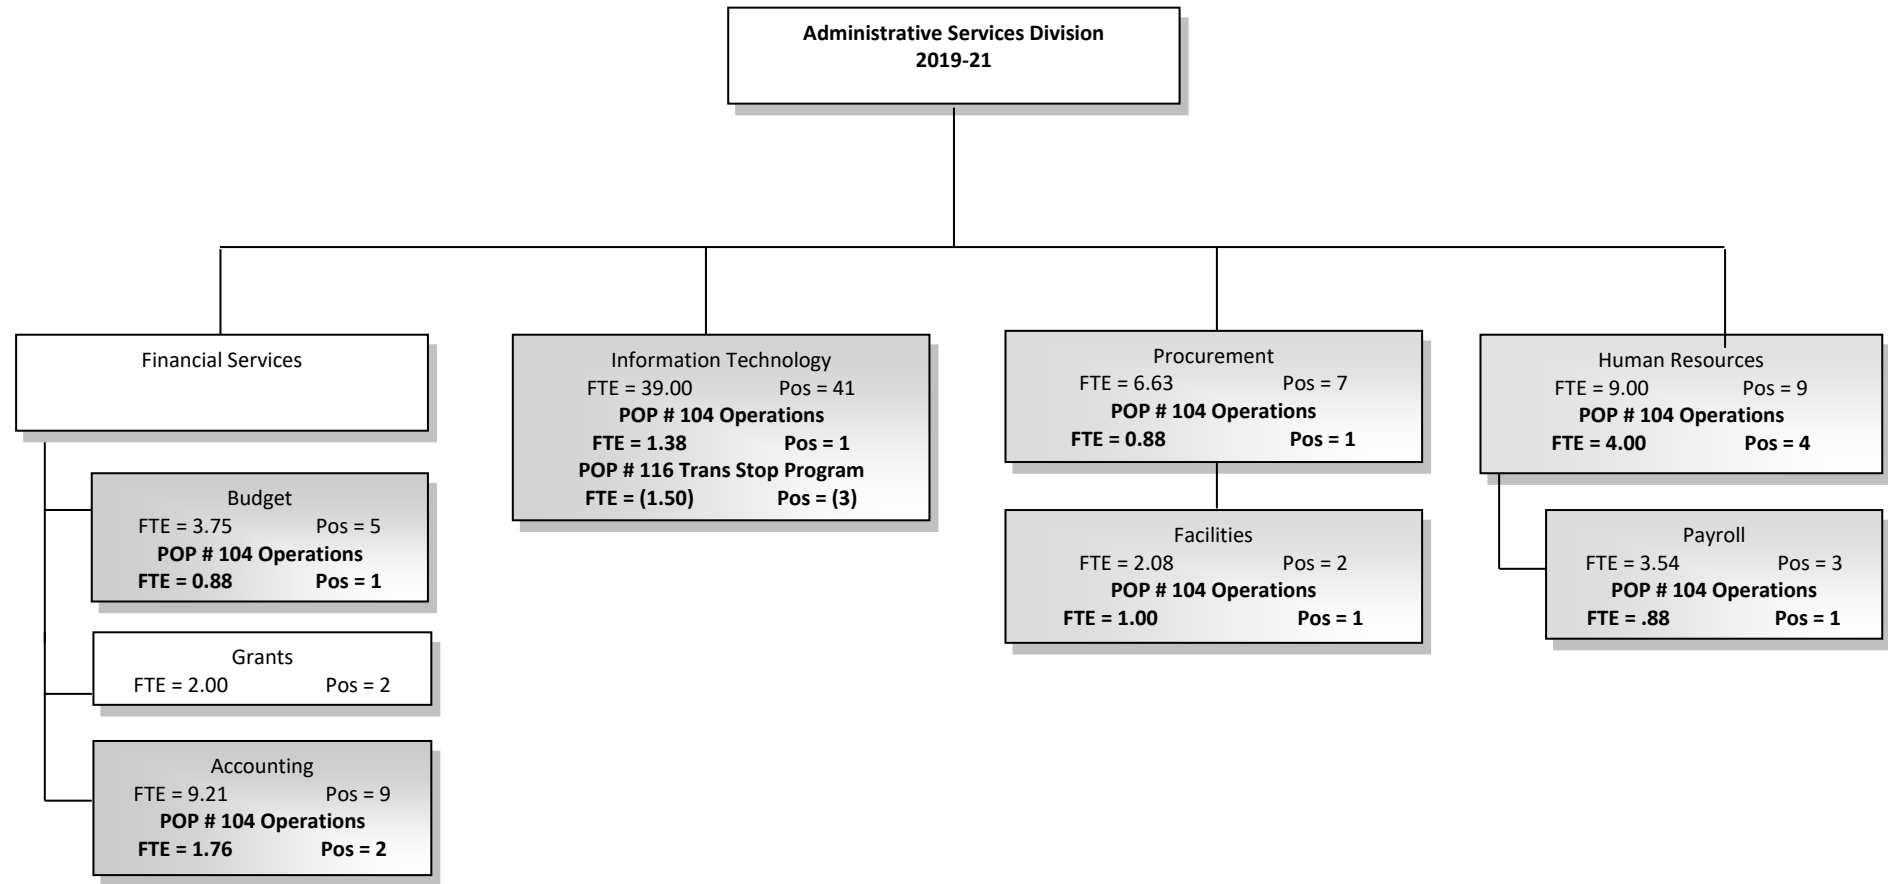 Administrative Services Division
2019-21
Financial Services
Budget
FTE = 3.75 Pos = 5
POP # 104 Operations
FTE = 0.88 Pos = 1
Grants
FTE = 2.00 Pos = 2
Accounting
FTE = 9.21 Pos = 9
POP # 104 Operations
FTE = 1.76 Pos = 2
Information Technology
FTE = 39.00 Pos = 41
POP # 104 Operations
FTE = 1.38 Pos = 1
POP # 116 Trans Stop Program
FTE = (1.50) Pos = (3)
Procurement
FTE = 6.63 Pos = 7
POP # 104 Operations
FTE = 0.88 Pos = 1
Facilities
FTE = 2.08 Pos = 2
POP # 104 Operations
FTE = 1.00 Pos = 1
Human Resources
FTE = 9.00 Pos = 9
POP # 104 Operations
FTE = 4.00 Pos = 4
Payroll
FTE = 3.54 Pos = 3
POP # 104 Operations
FTE = .88 Pos = 1